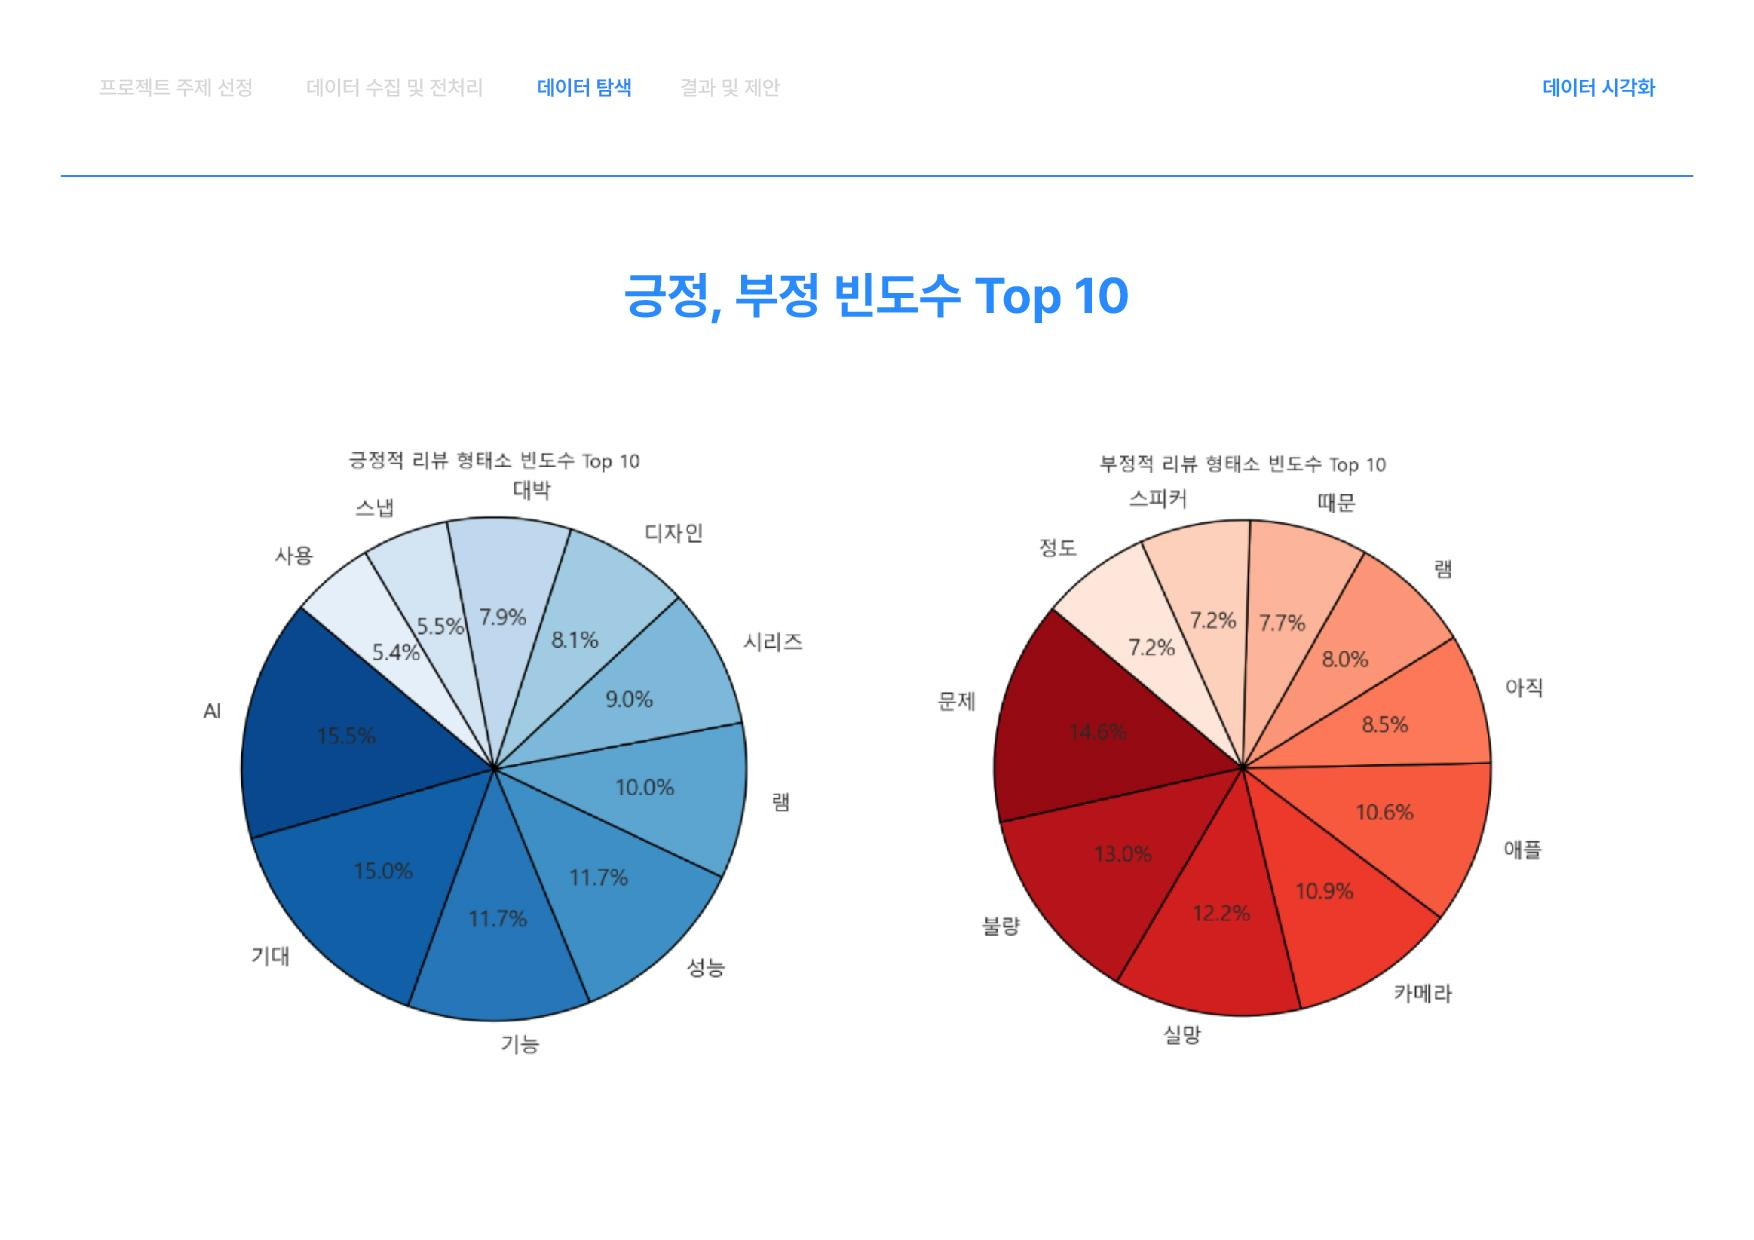 프로젝트 주제 선정 데이터 수집 및 전처리 데이터 탐색 결과 및 제안 데이터 시각화
긍정, 부정 빈도수 Top 10
긍정적 리뷰 형태소 빈도수 Top 10
대박
스냅
디자인
사용
시리즈
AI
램
기대
성능
기능
7.9%
5.5%
8.1%
5.4%
9.0%
15.5%
10.0%
15.0%
11.7%
11.7%
부정적 리뷰 형태소 빈도수 Top 10
스피커
때문
정도
램
문제
아직
애플
불량
카메라
실망
7.2%
7.7%
7.2%
8.0%
14.6%
8.5%
10.6%
13.0%
10.9%
12.2%